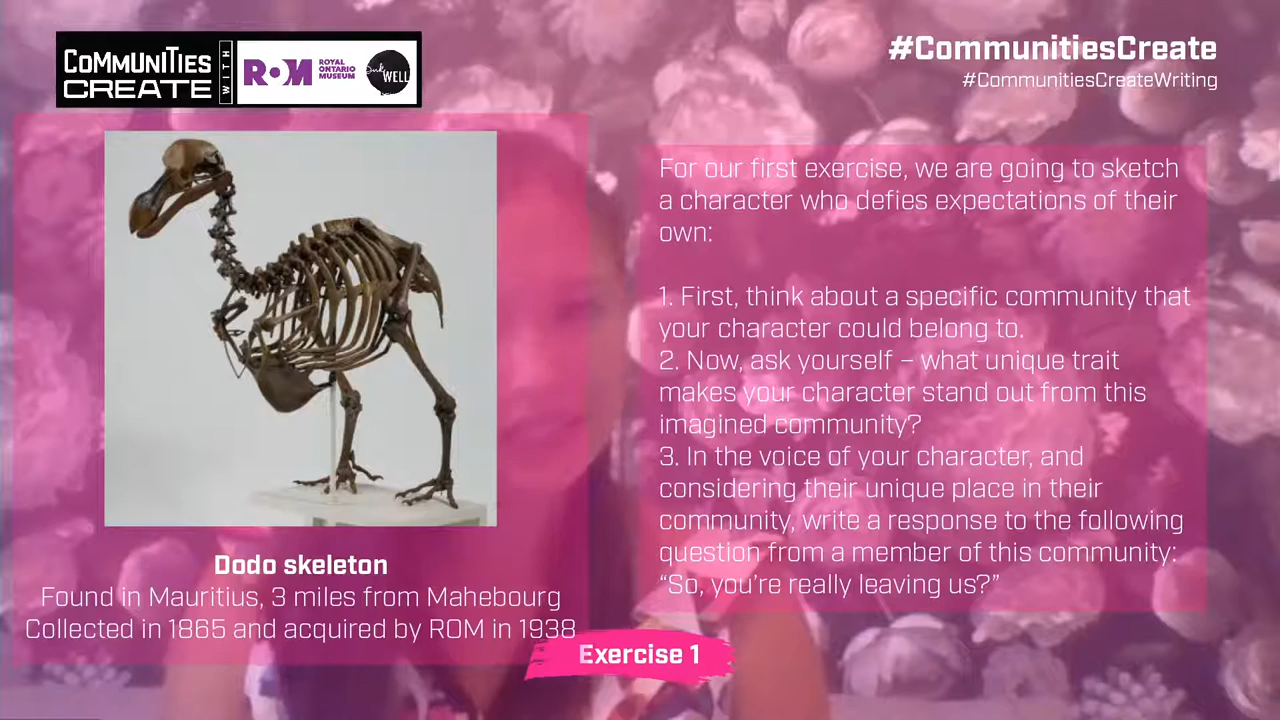 COMMUNITIES
CREATE
WITH
ROM
ROYAL
ONTARIO
MUSEUM
InkWELL
#CommunitiesCreate
#CommunitiesCreateWriting
For our first exercise, we are going to sketch
a character who defies expectations of their
own:
1. First, think about a specific community that
your character could belong to.
2. Now, ask yourself – what unique trait
makes your character stand out from this
imagined community?
3. In the voice of your character, and
considering their unique place in their
community, write a response to the following
question from a member of this community:
“So, you’re really leaving us?”
Dodo skeleton
Found in Mauritius, 3 miles from Mahebourg
Collected in 1865 and acquired by ROM in 1938
Exercise 1